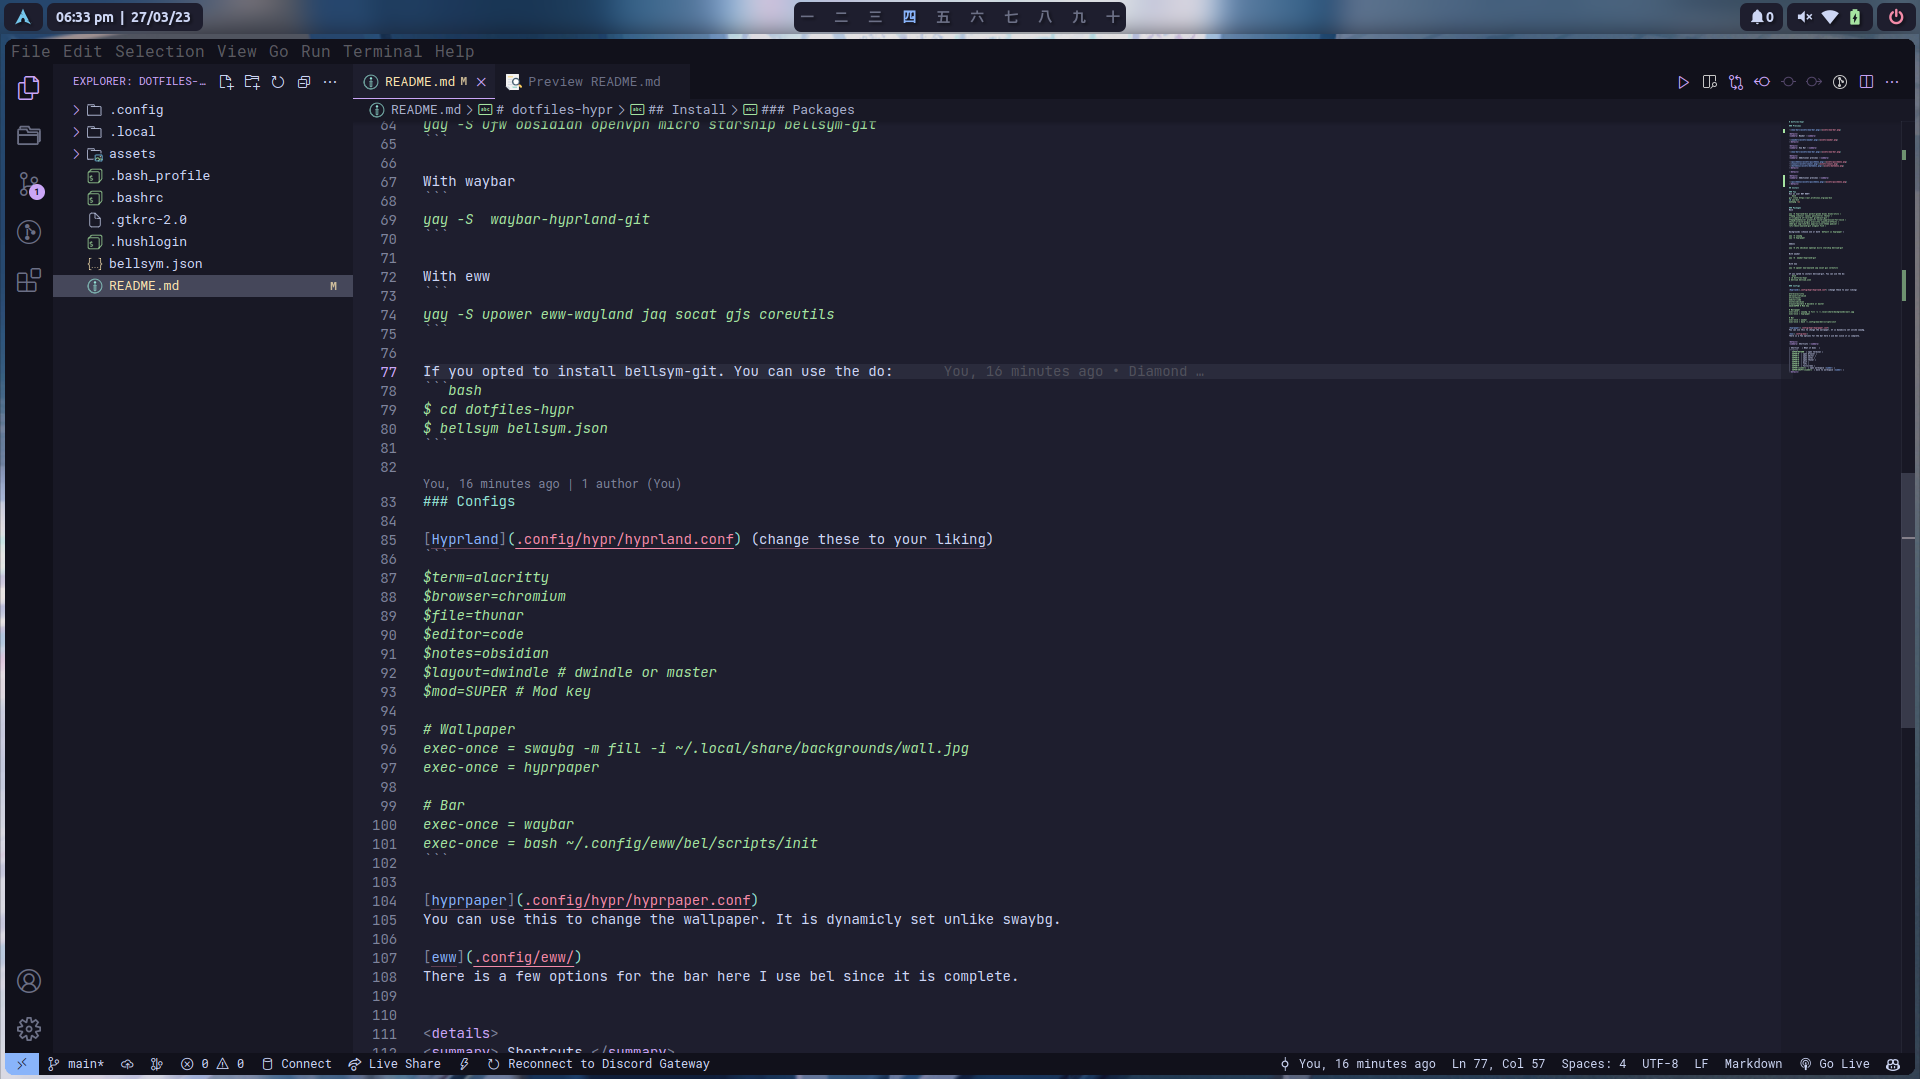 06:33 pm | 27/03/23
一 二 三 四 五 六 七 八 九 十
0
File Edit Selection View Go Run Terminal Help
EXPLORER: DOTFILES-…
README.md M
Preview README.md
README.md > # dotfiles-hypr > ## Install > ### Packages
.config
.local
assets
.bash_profile
.bashrc
.gtkrc-2.0
.hushlogin
bellsym.json
README.md M
1
64 yay -S ufw obsidian openvpn micro starship bellsym-git
65 ```
66
67 With waybar
68 ```
69 yay -S  waybar-hyprland-git
70 ```
71
72 With eww
73 ```
74 yay -S upower eww-wayland jaq socat gjs coreutils
75 ```
76
77 If you opted to install bellsym-git. You can use the do: You, 16 minutes ago • Diamond …
78 ```bash
79 $ cd dotfiles-hypr
80 $ bellsym bellsym.json
81 ```
82
You, 16 minutes ago | 1 author (You)
83 ### Configs
84
85 [Hyprland](.config/hypr/hyprland.conf) (change these to your liking)
86 ```
87 $term=alacritty
88 $browser=chromium
89 $file=thunar
90 $editor=code
91 $notes=obsidian
92 $layout=dwindle # dwindle or master
93 $mod=SUPER # Mod key
94
95 # Wallpaper
96 exec-once = swaybg -m fill -i ~/.local/share/backgrounds/wall.jpg
97 exec-once = hyprpaper
98
99 # Bar
100 exec-once = waybar
101 exec-once = bash ~/.config/eww/bel/scripts/init
102 ```
103
104 [hyprpaper](.config/hypr/hyprpaper.conf)
105 You can use this to change the wallpaper. It is dynamicly set unlike swaybg.
106
107 [eww](.config/eww/)
108 There is a few options for the bar here I use bel since it is complete.
109
110
111 <details>
112 <summary> Shortcuts </summary>
main* 0 0 Connect Live Share Reconnect to Discord Gateway
You, 16 minutes ago Ln 77, Col 57 Spaces: 4 UTF-8 LF Markdown Go Live